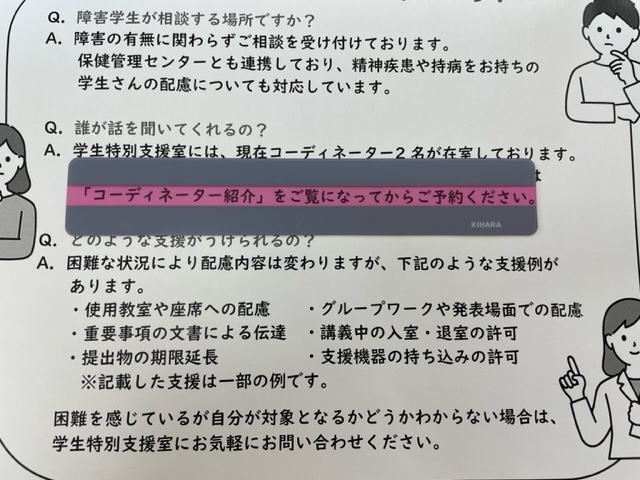 Q. 障害学生が相談する場所ですか？
A. 障害の有無に関わらずご相談を受け付けております。
保健管理センターとも連携しており、精神疾患や持病をお持ちの
学生さんの配慮についても対応しています。
Q. 誰が話を聞いてくれるの？
A. 学生特別支援室には、現在コーディネーター2名が在室しております。
は
「コーディネーター紹介」をご覧になってからご予約ください。
KIHARA
Q. どのような支援がうけられるの？
A. 困難な状況により配慮内容は変わりますが、下記のような支援例が
あります。
・使用教室や座席への配慮 ・グループワークや発表場面での配慮
・重要事項の文書による伝達 ・講義中の入室・退室の許可
・提出物の期限延長 ・支援機器の持ち込みの許可
※記載した支援は一部の例です。
困難を感じているが自分が対象となるかどうかわからない場合は、
学生特別支援室にお気軽にお問い合わせください。